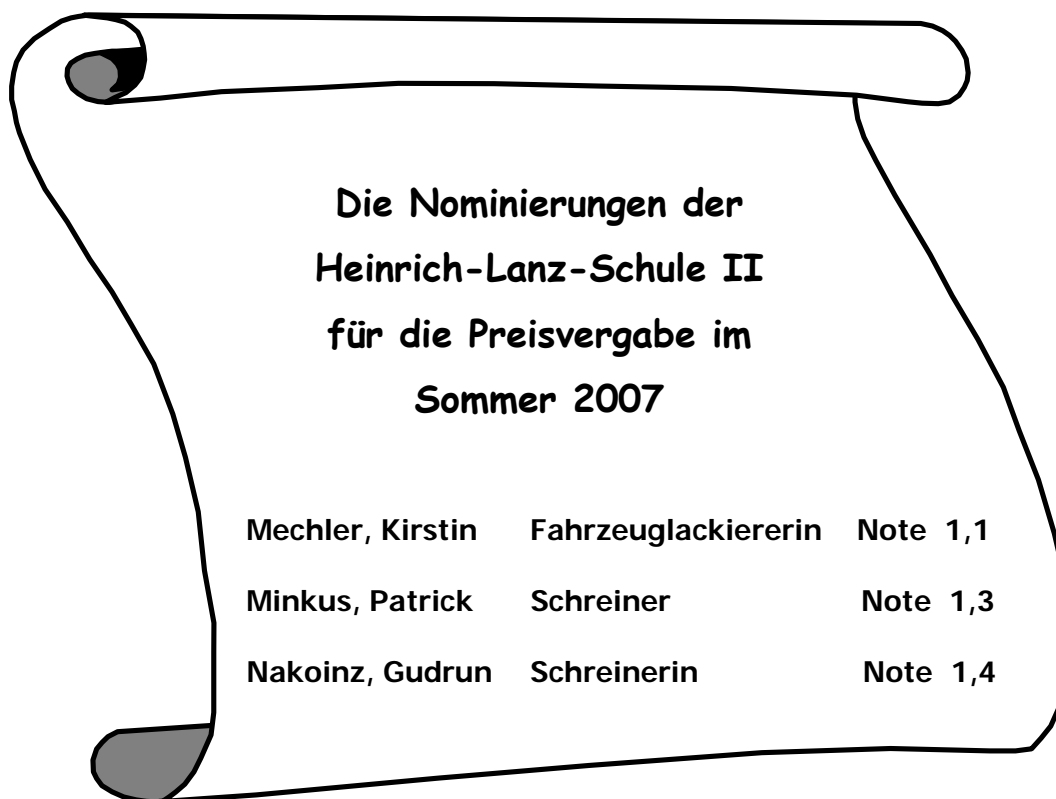 Die Nominierungen der
Heinrich-Lanz-Schule II
für die Preisvergabe im
Sommer 2007
Mechler, Kirstin Fahrzeuglackiererin Note 1,1
Minkus, Patrick Schreiner Note 1,3
Nakoinz, Gudrun Schreinerin Note 1,4